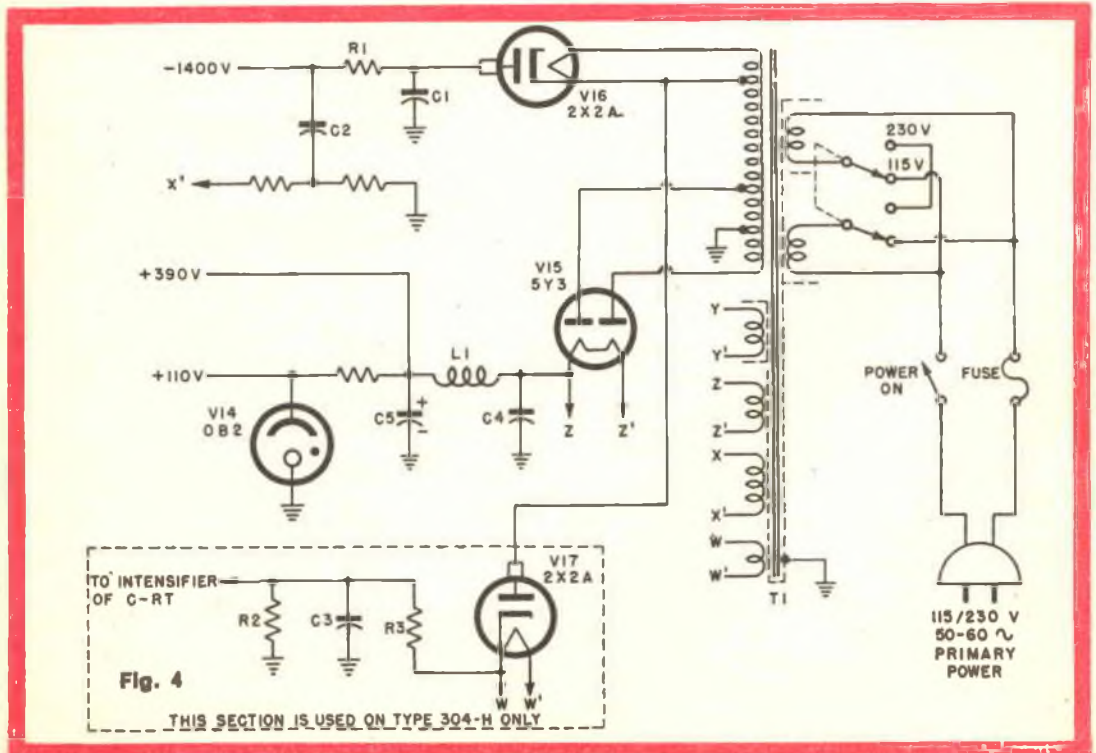 -1400V
R1
C1
C2
V16
2X2A
X'
230V
115V
+390V
V15
5Y3
L1
+110V
V14
OB2
C5
+
-
C4
Z
Z'
Y
Y'
Z
Z'
X
X'
W
W'
T1
POWER
ON
FUSE
115/230 V
50-60 ∿
PRIMARY
POWER
V17
2X2A
TO INTENSIFIER
OF C-RT
R2
C3
R3
W
W'
Fig. 4
THIS SECTION IS USED ON TYPE 304-H ONLY